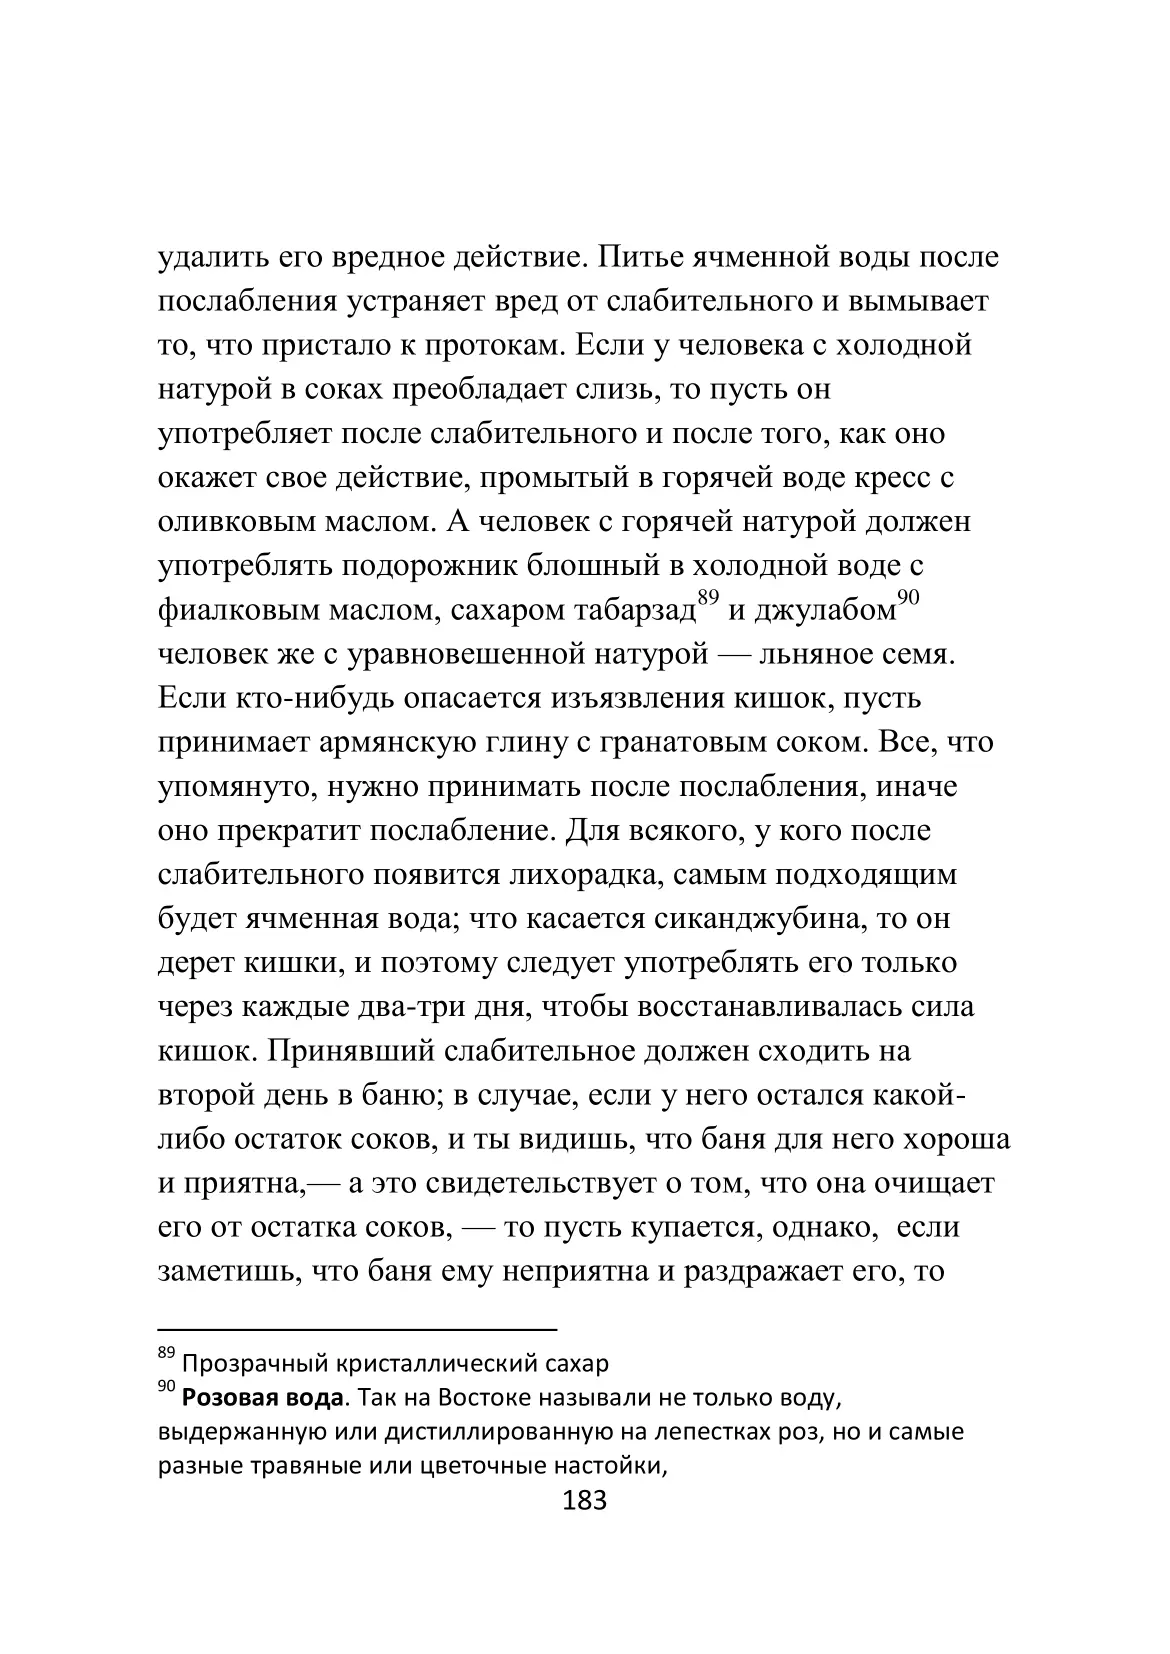 удалить его вредное действие. Питье ячменной воды после
послабления устраняет вред от слабительного и вымывает
то, что пристало к протокам. Если у человека с холодной
натурой в соках преобладает слизь, то пусть он
употребляет после слабительного и после того, как оно
окажет свое действие, промытый в горячей воде кресс с
оливковым маслом. А человек с горячей натурой должен
употреблять подорожник блошный в холодной воде с
фиалковым маслом, сахаром табарзад89 и джулабом90
человек же с уравновешенной натурой — льняное семя.
Если кто-нибудь опасается изъязвления кишок, пусть
принимает армянскую глину с гранатовым соком. Все, что
упомянуто, нужно принимать после послабления, иначе
оно прекратит послабление. Для всякого, у кого после
слабительного появится лихорадка, самым подходящим
будет ячменная вода; что касается сиканджубина, то он
дерет кишки, и поэтому следует употреблять его только
через каждые два-три дня, чтобы восстанавливалась сила
кишок. Принявший слабительное должен сходить на
второй день в баню; в случае, если у него остался какой-
либо остаток соков, и ты видишь, что баня для него хороша
и приятна,— а это свидетельствует о том, что она очищает
его от остатка соков, — то пусть купается, однако,  если
заметишь, что баня ему неприятна и раздражает его, то
89 Прозрачный кристаллический сахар
90 Розовая вода. Так на Востоке называли не только воду,
выдержанную или дистиллированную на лепестках роз, но и самые
разные травяные или цветочные настойки,
183